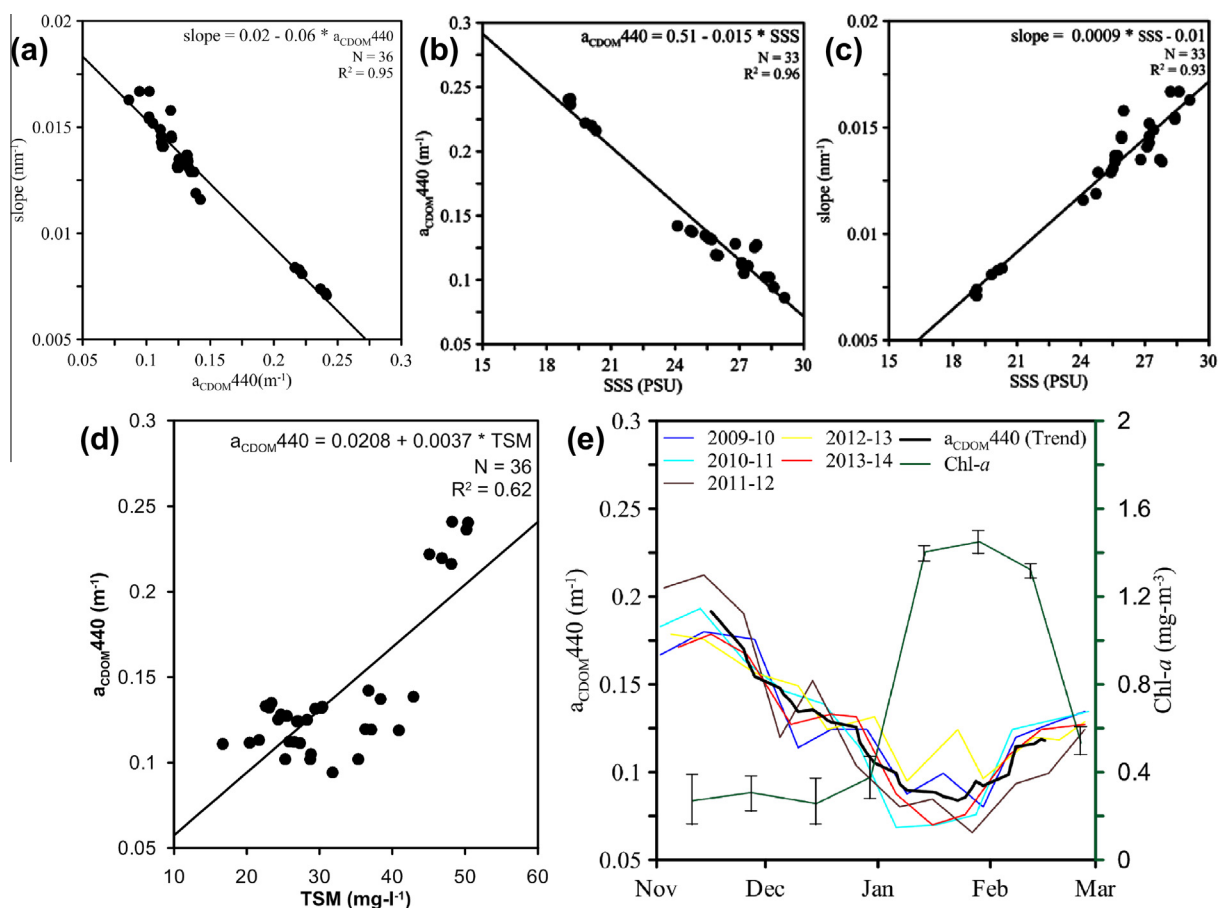 (a)
slope = 0.02 - 0.06 * aCDOM440
N = 36
R² = 0.95
0.02
0.015
0.01
0.005
slope (nm⁻¹)
0.05 0.1 0.15 0.2 0.25 0.3
aCDOM440(m⁻¹)
(b)
aCDOM440 = 0.51 - 0.015 * SSS
N = 33
R² = 0.96
0.3
0.25
0.2
0.15
0.1
0.05
aCDOM440 (m⁻¹)
15 18 21 24 27 30
SSS (PSU)
(c)
slope = 0.0009 * SSS - 0.01
N = 33
R² = 0.93
0.02
0.015
0.01
0.005
slope (nm⁻¹)
15 18 21 24 27 30
SSS (PSU)
(d)
aCDOM440 = 0.0208 + 0.0037 * TSM
N = 36
R² = 0.62
0.3
0.25
0.2
0.15
0.1
0.05
aCDOM440 (m⁻¹)
10 20 30 40 50 60
TSM (mg-l⁻¹)
(e)
2009-10
2010-11
2011-12
2012-13
2013-14
aCDOM440 (Trend)
Chl-a
0.3
0.25
0.2
0.15
0.1
0.05
aCDOM440 (m⁻¹)
2
1.6
1.2
0.8
0.4
0
Chl-a (mg-m⁻³)
Nov Dec Jan Feb Mar